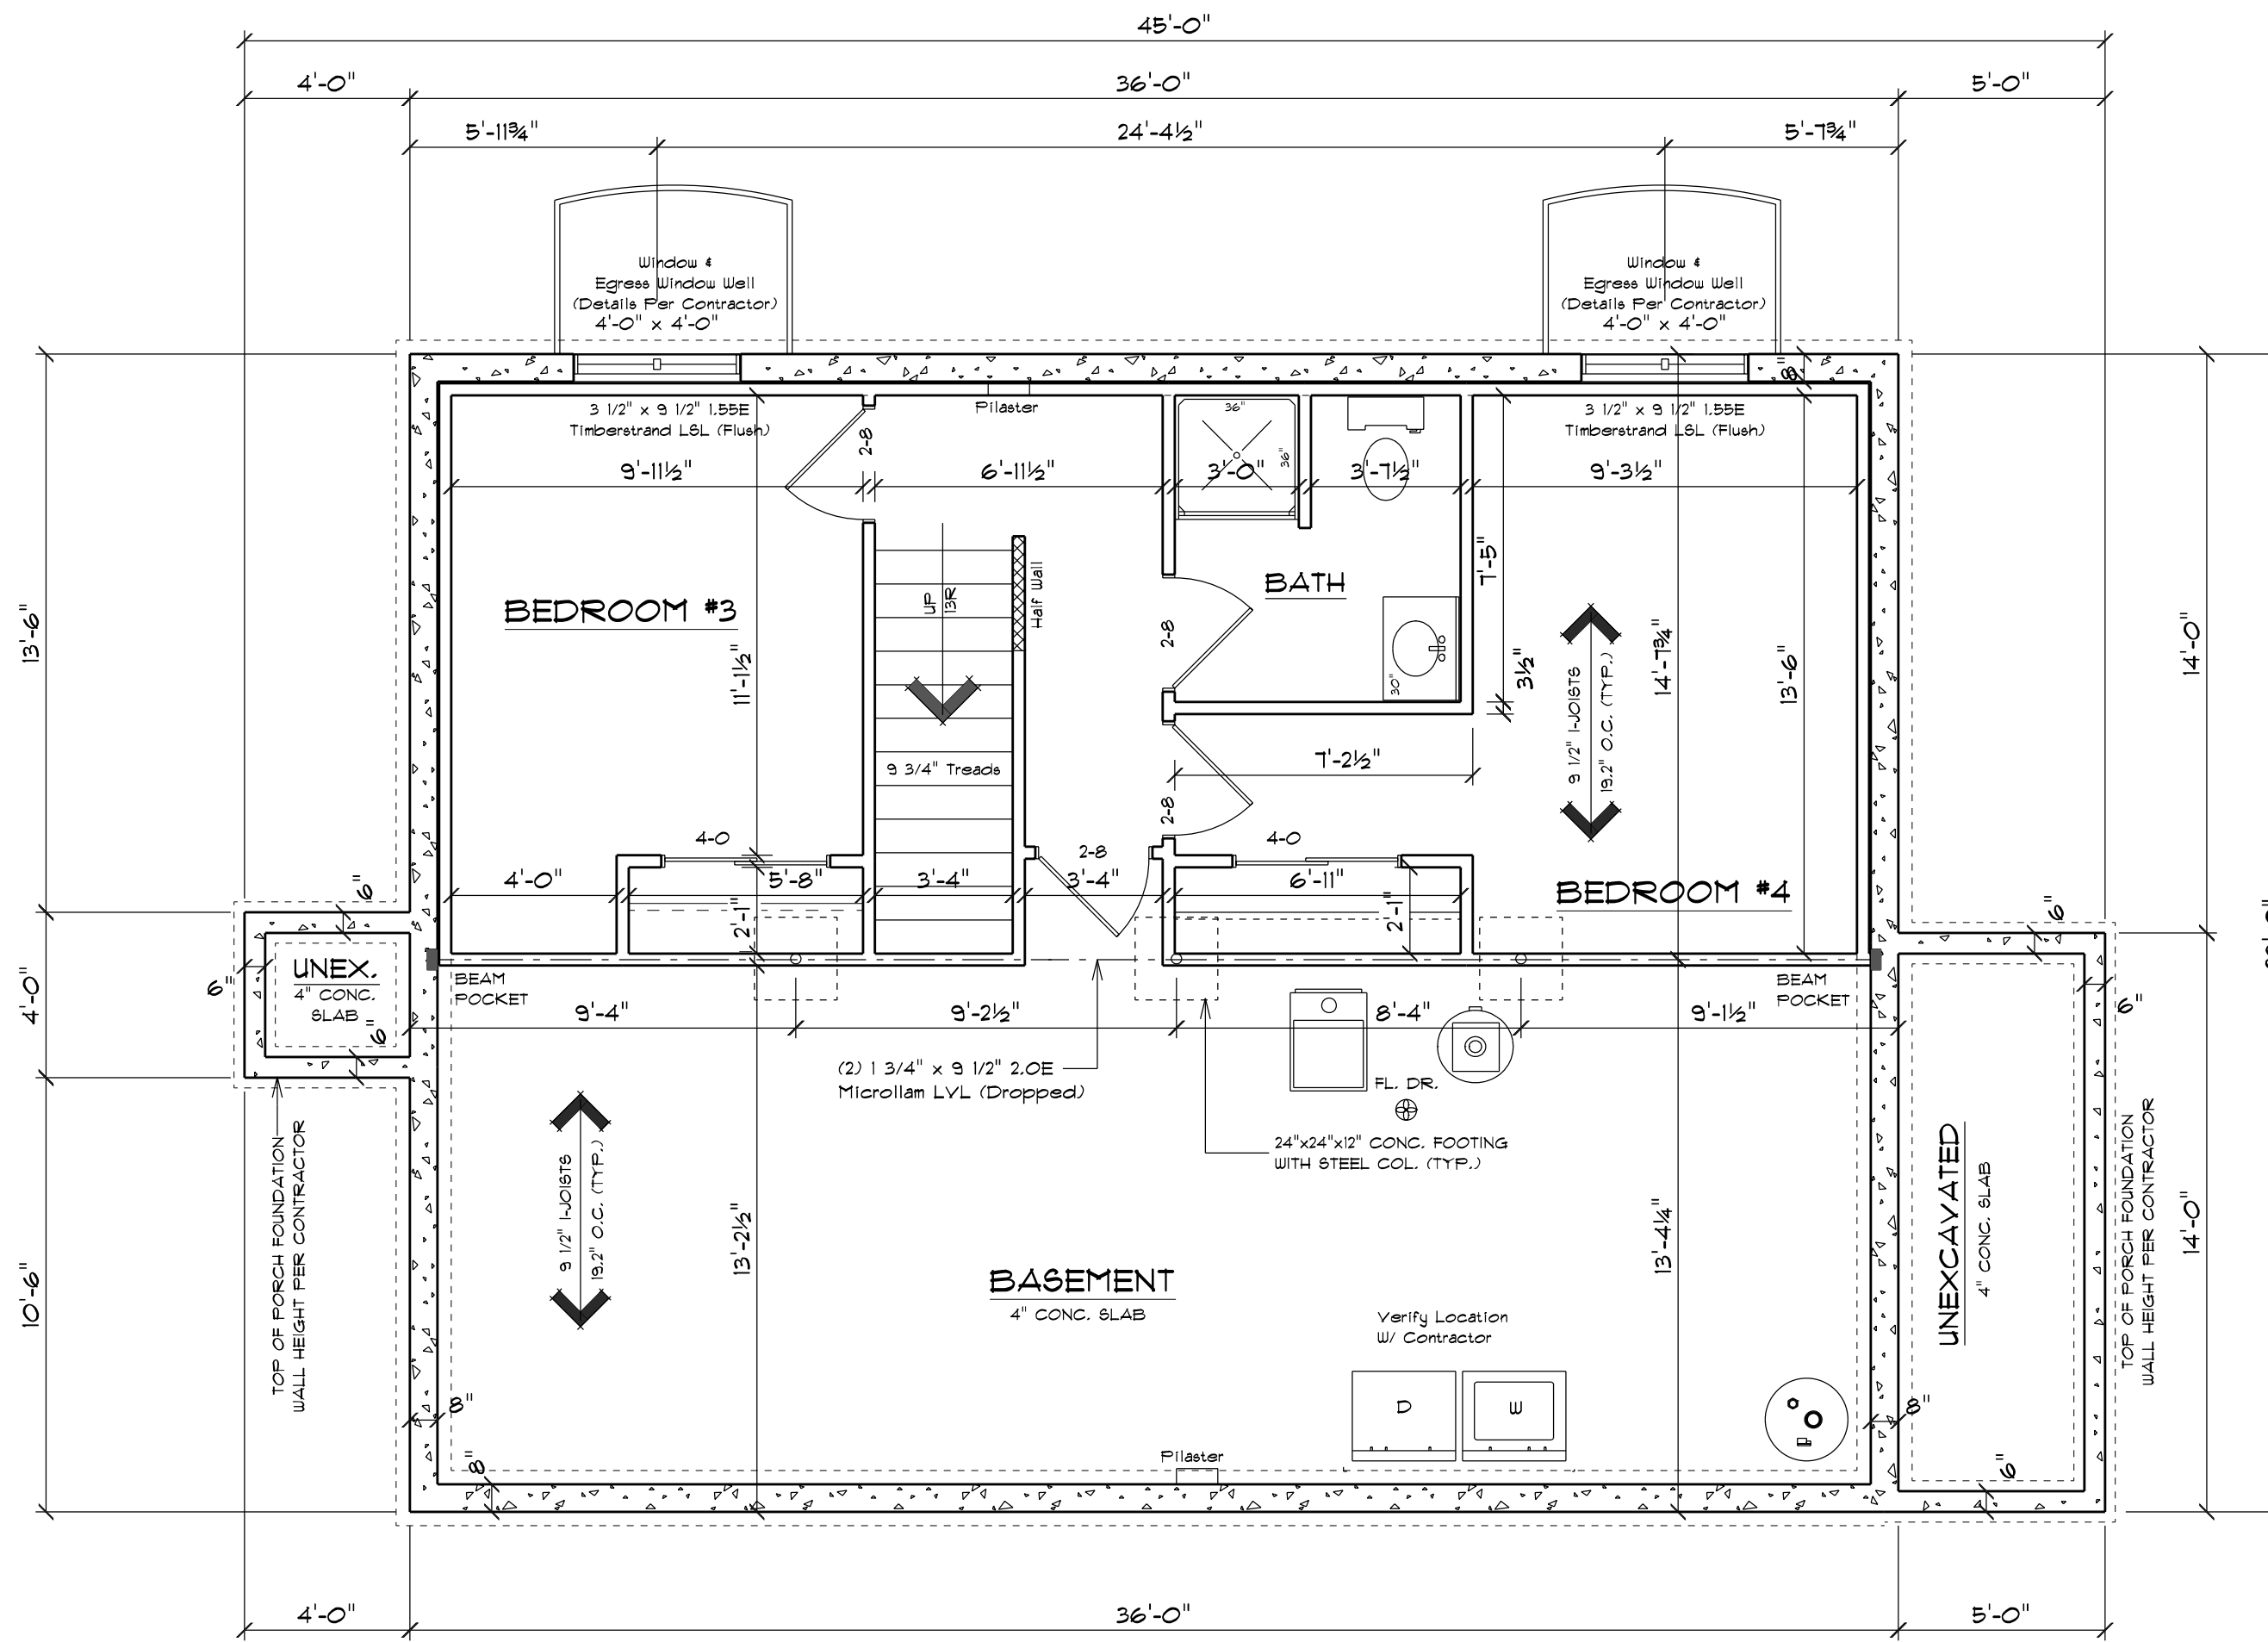 45'-0"
4'-0"
36'-0"
5'-0"
5'-11¾"
24'-4½"
5'-7¾"
Window &
Egress Window Well
(Details Per Contractor)
4'-0" x 4'-0"
Window &
Egress Window Well
(Details Per Contractor)
4'-0" x 4'-0"
8"
3 1/2" x 9 1/2" 1.55E
Timberstrand LSL (Flush)
Pilaster
36"
36"
3 1/2" x 9 1/2" 1.55E
Timberstrand LSL (Flush)
2-8
9'-11½"
6'-11½"
3'-0"
3'-7½"
9'-3½"
7'-5"
BATH
BEDROOM #3
UP
13R
Half Wall
2-8
30"
3½"
13'-6"
11'-1½"
9 1/2" I-JOISTS
19.2" O.C. (TYP.)
14'-7¾"
13'-6"
14'-0"
9 3/4" Treads
7'-2½"
2-8
4-0
2-8
4-0
4'-0"
5'-8"
3'-4"
3'-4"
6'-11"
BEDROOM #4
2'-1"
2'-1"
6"
6"
UNEX.
4" CONC.
SLAB
6"
6"
4'-0"
BEAM
POCKET
BEAM
POCKET
6"
9'-4"
9'-2½"
8'-4"
9'-1½"
(2) 1 3/4" x 9 1/2" 2.0E
Microllam LVL (Dropped)
FL. DR.
24"x24"x12" CONC. FOOTING
WITH STEEL COL. (TYP.)
TOP OF PORCH FOUNDATION
WALL HEIGHT PER CONTRACTOR
10'-6"
9 1/2" I-JOISTS
19.2" O.C. (TYP.)
13'-2½"
BASEMENT
4" CONC. SLAB
13'-4¼"
UNEXCAVATED
4" CONC. SLAB
TOP OF PORCH FOUNDATION
WALL HEIGHT PER CONTRACTOR
14'-0"
Verify Location
W/ Contractor
D
W
8"
8"
8"
Pilaster
6"
4'-0"
36'-0"
5'-0"